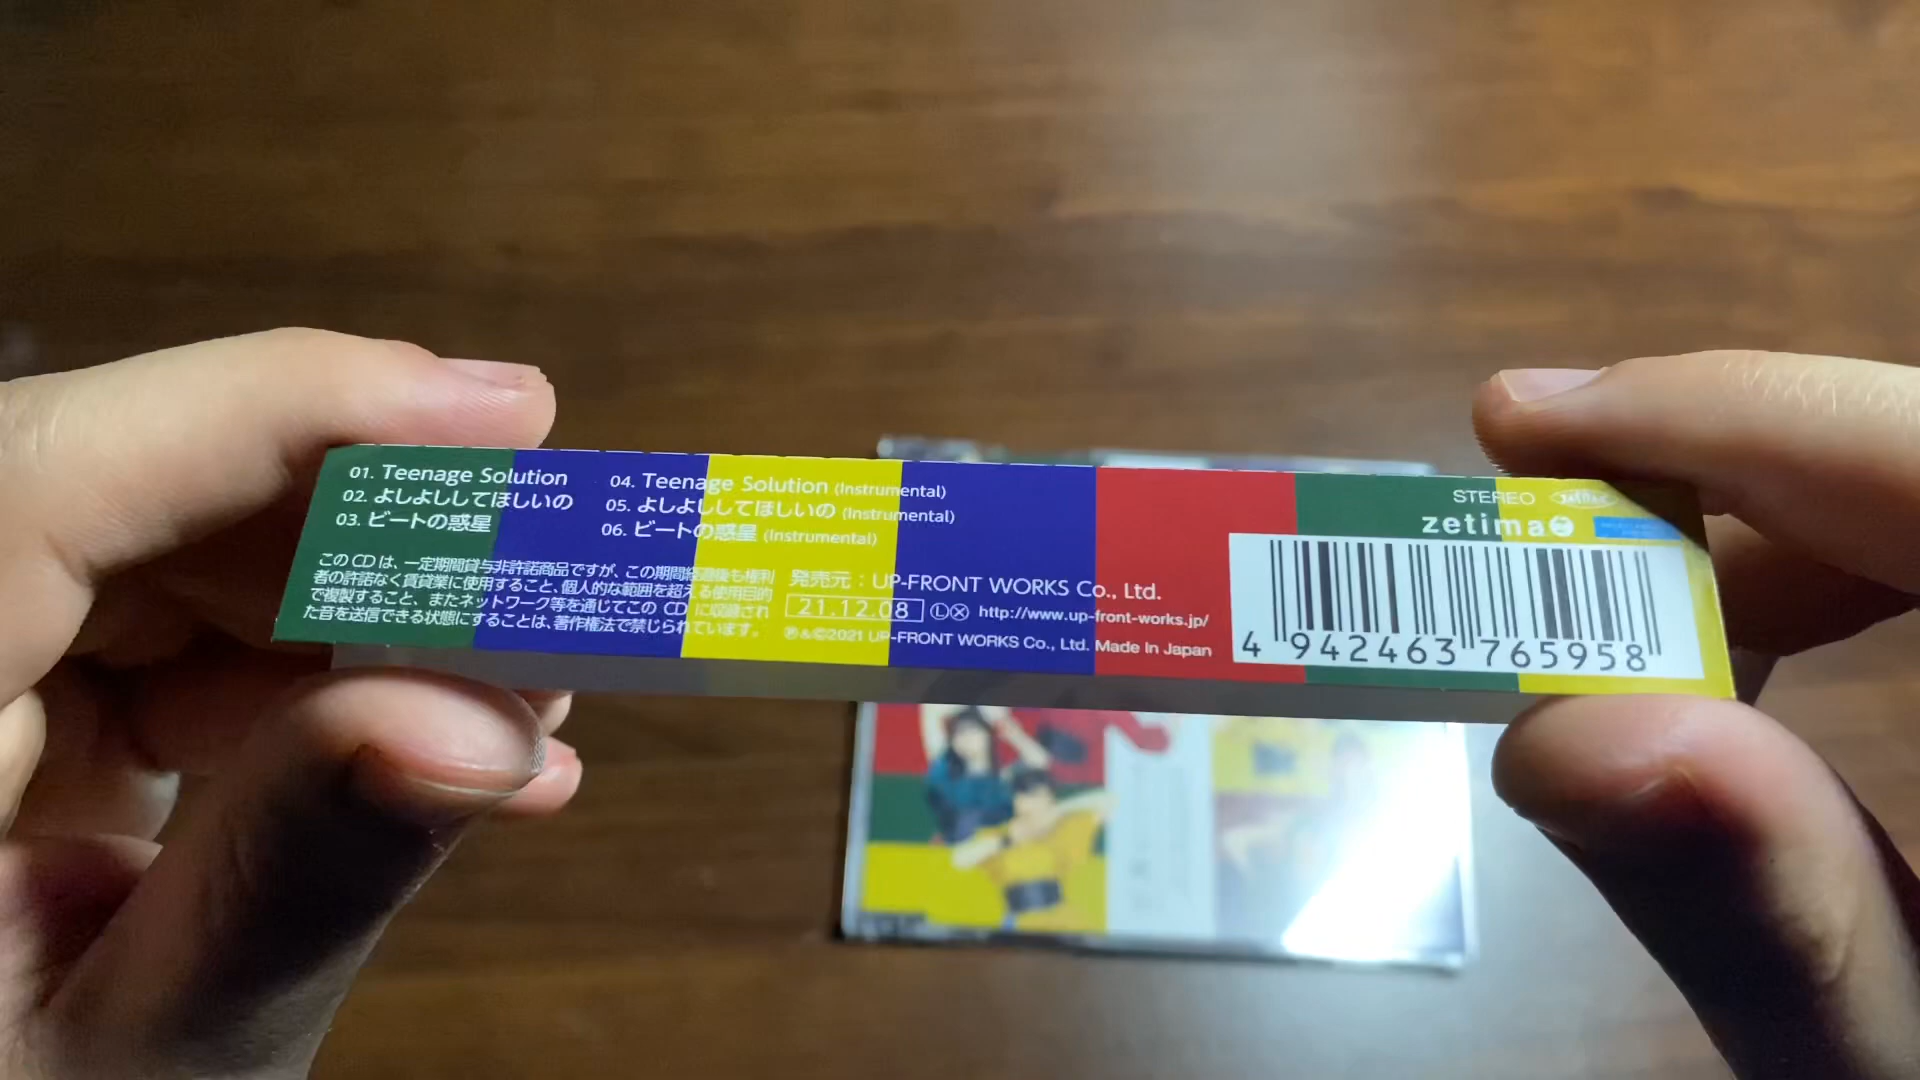 01. Teenage Solution
02. よしよししてほしいの
03. ビートの惑星
04. Teenage Solution (Instrumental)
05. よしよししてほしいの (Instrumental)
06. ビートの惑星 (Instrumental)
このCDは、一定期間貸与非許諾商品ですが、この期間経過後も権利
者の許諾なく賃貸業に使用すること、個人的な範囲を超える使用目的
で複製すること、またネットワーク等を通じてこの CD に収録され
た音を送信できる状態にすることは、著作権法で禁じられています。
発売元：UP-FRONT WORKS Co., Ltd.
21.12.08 ⓁⓍ http://www.up-front-works.jp/
℗&©2021 UP-FRONT WORKS Co., Ltd. Made In Japan
STEREO
zetima
4 942463 765958